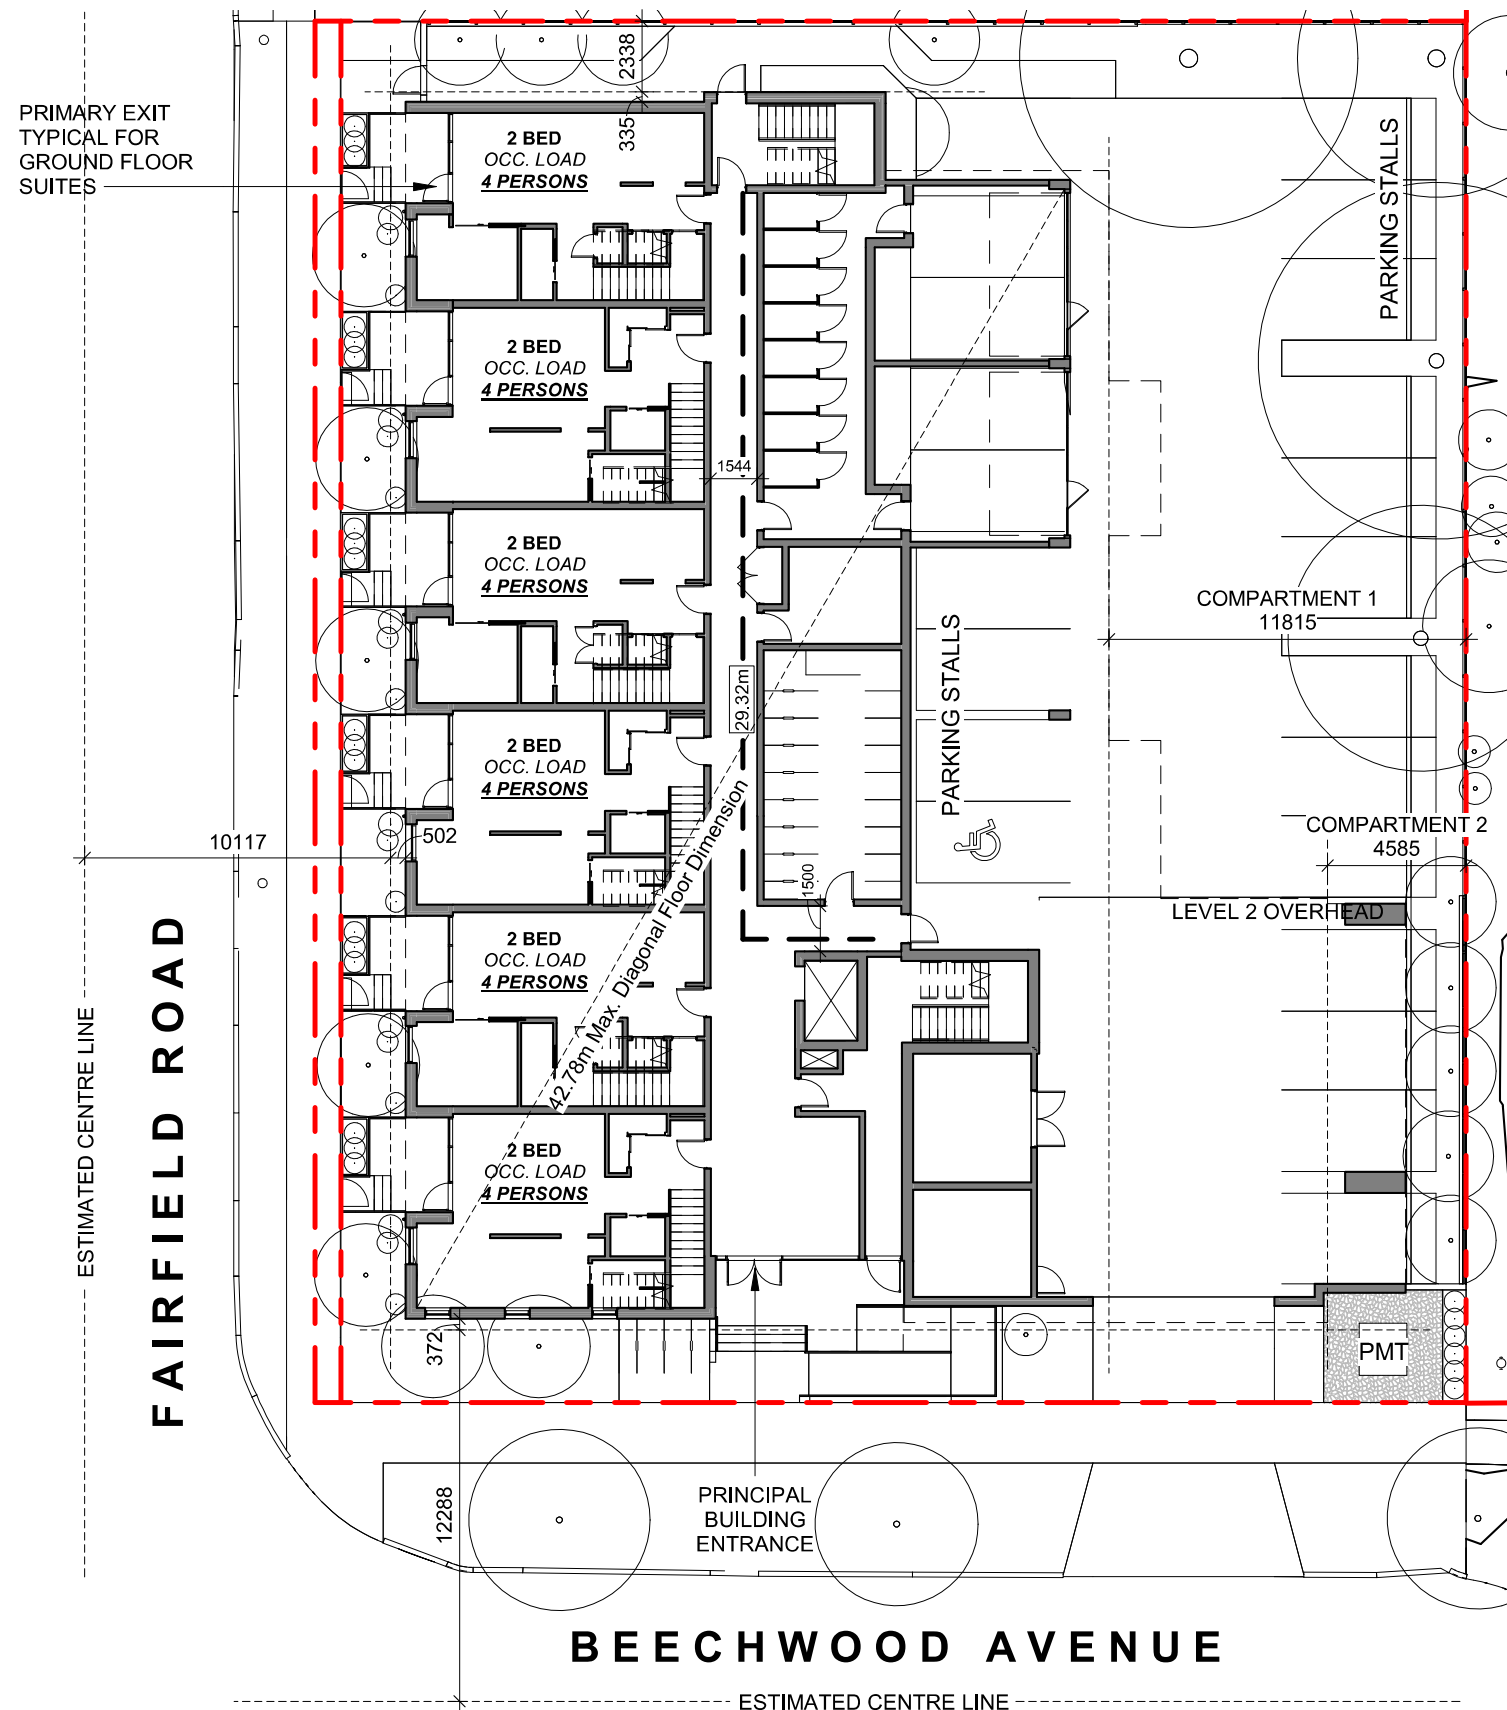 2338
335
PRIMARY EXIT
TYPICAL FOR
GROUND FLOOR
SUITES
2 BED
OCC. LOAD
4 PERSONS
PARKING STALLS
2 BED
OCC. LOAD
4 PERSONS
1544
2 BED
OCC. LOAD
4 PERSONS
COMPARTMENT 1
11815
PARKING STALLS
29.32m
2 BED
OCC. LOAD
4 PERSONS
42.78m Max. Diagonal Floor Dimension
10117
502
COMPARTMENT 2
4585
1500
LEVEL 2 OVERHEAD
2 BED
OCC. LOAD
4 PERSONS
FAIRFIELD ROAD
ESTIMATED CENTRE LINE
2 BED
OCC. LOAD
4 PERSONS
372
PMT
12288
PRINCIPAL
BUILDING
ENTRANCE
BEECHWOOD AVENUE
ESTIMATED CENTRE LINE